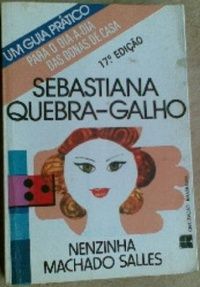 UM GUIA PRÁTICO
PARA O DIA-A-DIA
DAS DONAS DE CASA
17ª EDIÇÃO
SEBASTIANA
QUEBRA-GALHO
NENZINHA
MACHADO SALLES